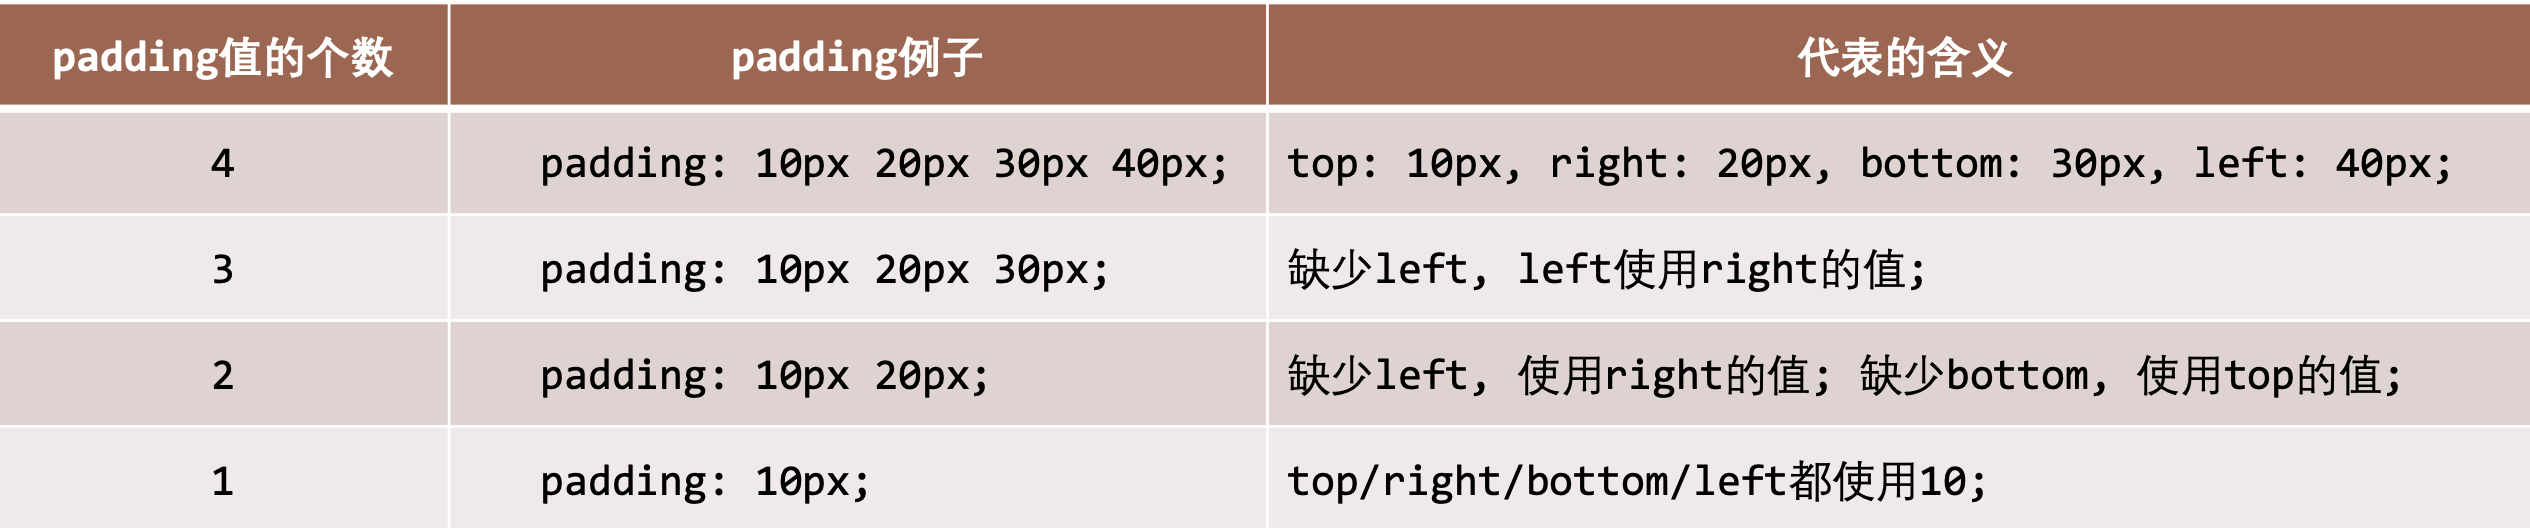 padding值的个数 padding例子 代表的含义
4 padding: 10px 20px 30px 40px; top: 10px, right: 20px, bottom: 30px, left: 40px;
3 padding: 10px 20px 30px; 缺少left, left使用right的值;
2 padding: 10px 20px; 缺少left, 使用right的值; 缺少bottom, 使用top的值;
1 padding: 10px; top/right/bottom/left都使用10;